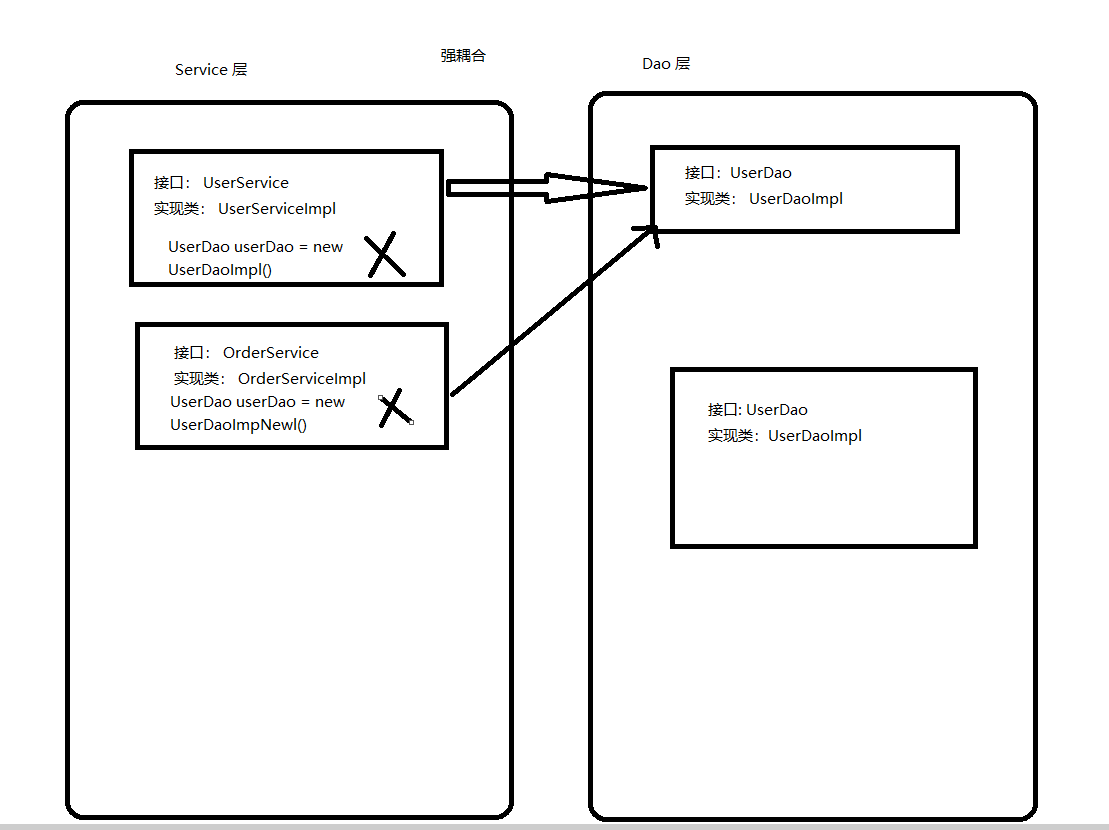 强耦合
Service 层
Dao 层
接口： UserService
实现类： UserServiceImpl
UserDao userDao = new
UserDaoImpl()
接口： OrderService
实现类： OrderServiceImpl
UserDao userDao = new
UserDaoImpNewl()
接口：UserDao
实现类： UserDaoImpl
接口: UserDao
实现类：UserDaoImpl